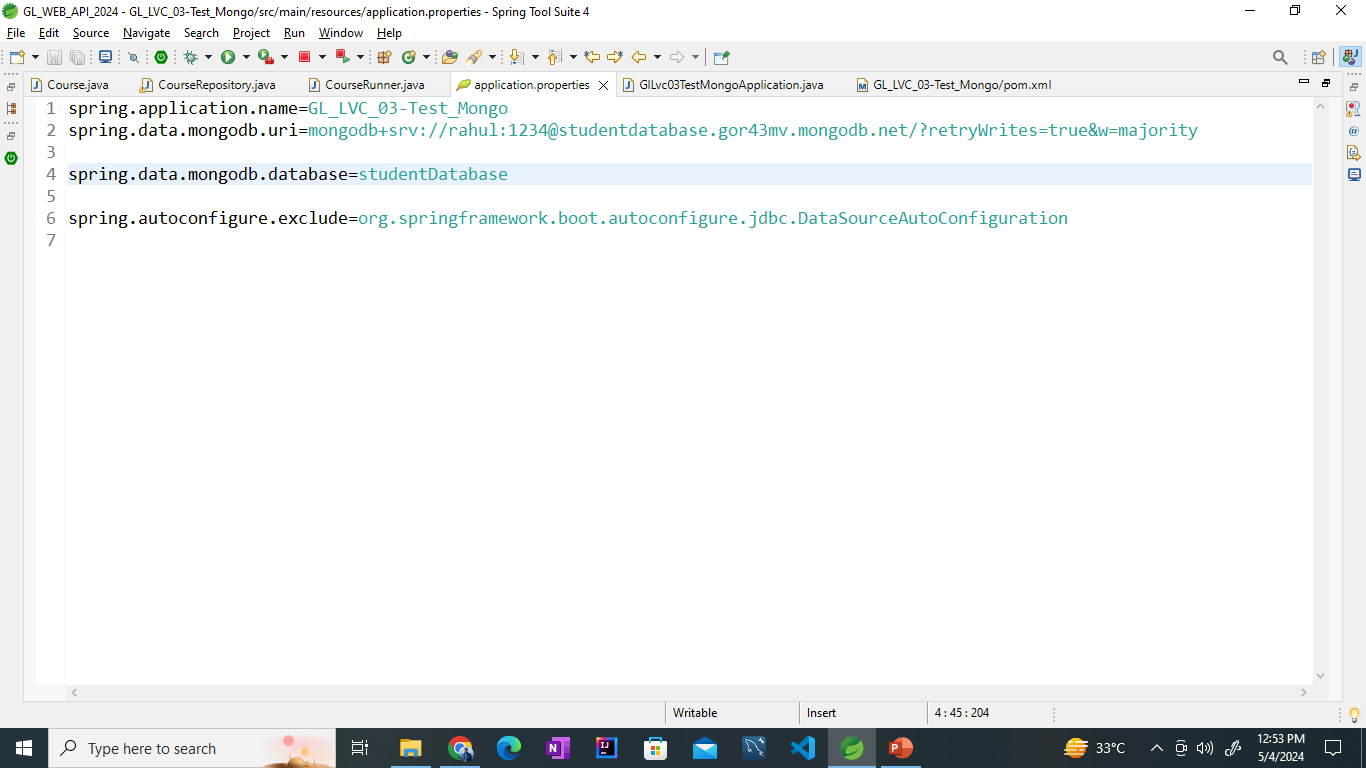 GL_WEB_API_2024 - GL_LVC_03-Test_Mongo/src/main/resources/application.properties - Spring Tool Suite 4
File Edit Source Navigate Search Project Run Window Help
Course.java CourseRepository.java CourseRunner.java application.properties GlLvc03TestMongoApplication.java GL_LVC_03-Test_Mongo/pom.xml
1 spring.application.name=GL_LVC_03-Test_Mongo
2 spring.data.mongodb.uri=mongodb+srv://rahul:1234@studentdatabase.gor43mv.mongodb.net/?retryWrites=true&w=majority
3
4 spring.data.mongodb.database=studentDatabase
5
6 spring.autoconfigure.exclude=org.springframework.boot.autoconfigure.jdbc.DataSourceAutoConfiguration
7
Writable Insert 4 : 45 : 204
Type here to search
33°C
12:53 PM
5/4/2024